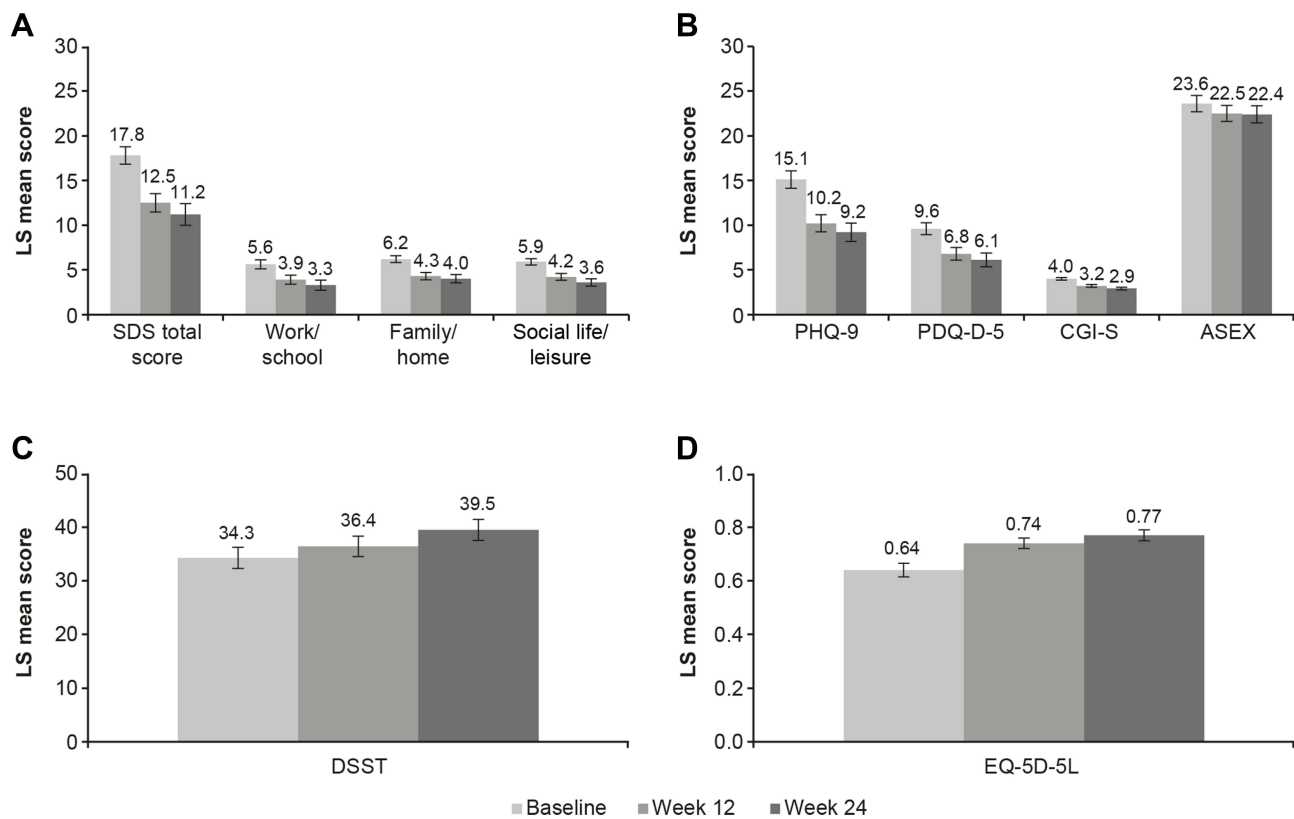 A
LS mean score
30
25
20
15
10
5
0
17.8
12.5
11.2
5.6
3.9
3.3
6.2
4.3
4.0
5.9
4.2
3.6
SDS total
score
Work/
school
Family/
home
Social life/
leisure
B
LS mean score
30
25
20
15
10
5
0
15.1
10.2
9.2
9.6
6.8
6.1
4.0
3.2
2.9
23.6
22.5
22.4
PHQ-9
PDQ-D-5
CGI-S
ASEX
C
LS mean score
50
40
30
20
10
0
34.3
36.4
39.5
DSST
D
LS mean score
1.0
0.8
0.6
0.4
0.2
0.0
0.64
0.74
0.77
EQ-5D-5L
Baseline
Week 12
Week 24